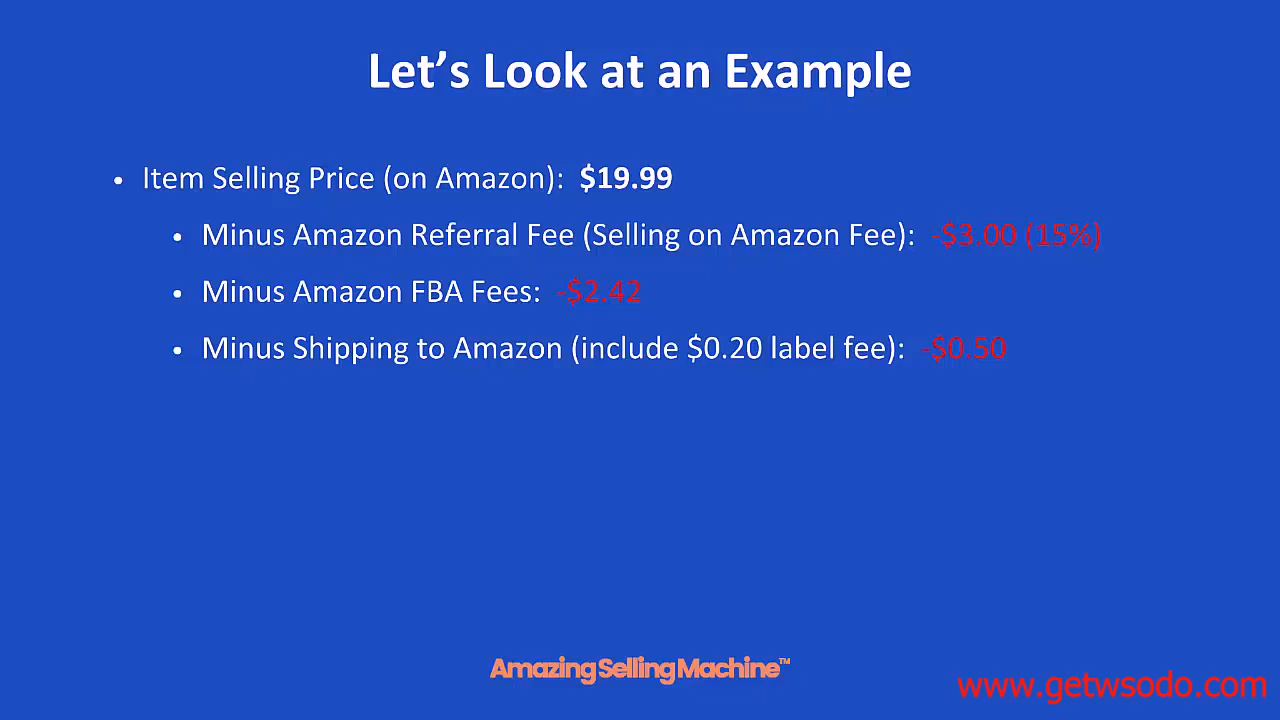 Let’s Look at an Example
• Item Selling Price (on Amazon): $19.99
• Minus Amazon Referral Fee (Selling on Amazon Fee): -$3.00 (15%)
• Minus Amazon FBA Fees: -$2.42
• Minus Shipping to Amazon (include $0.20 label fee): -$0.50
Amazing Selling Machine™
www.getwsodo.com